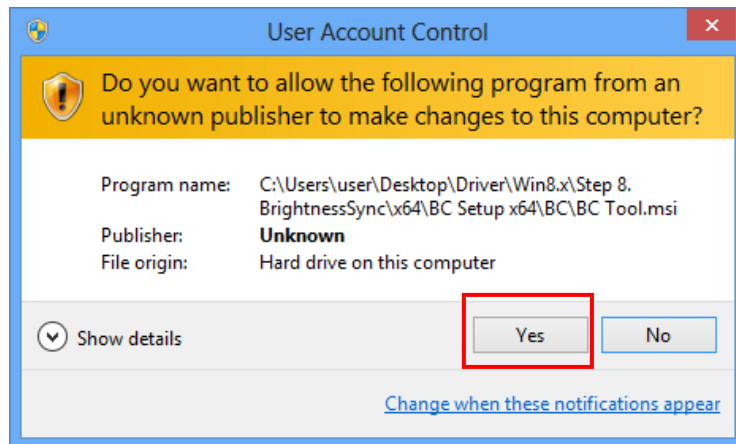 User Account Control
Do you want to allow the following program from an
unknown publisher to make changes to this computer?
Program name: C:\Users\user\Desktop\Driver\Win8.x\Step 8.
BrightnessSync\x64\BC Setup x64\BC\BC Tool.msi
Publisher: Unknown
File origin: Hard drive on this computer
Show details Yes No
Change when these notifications appear